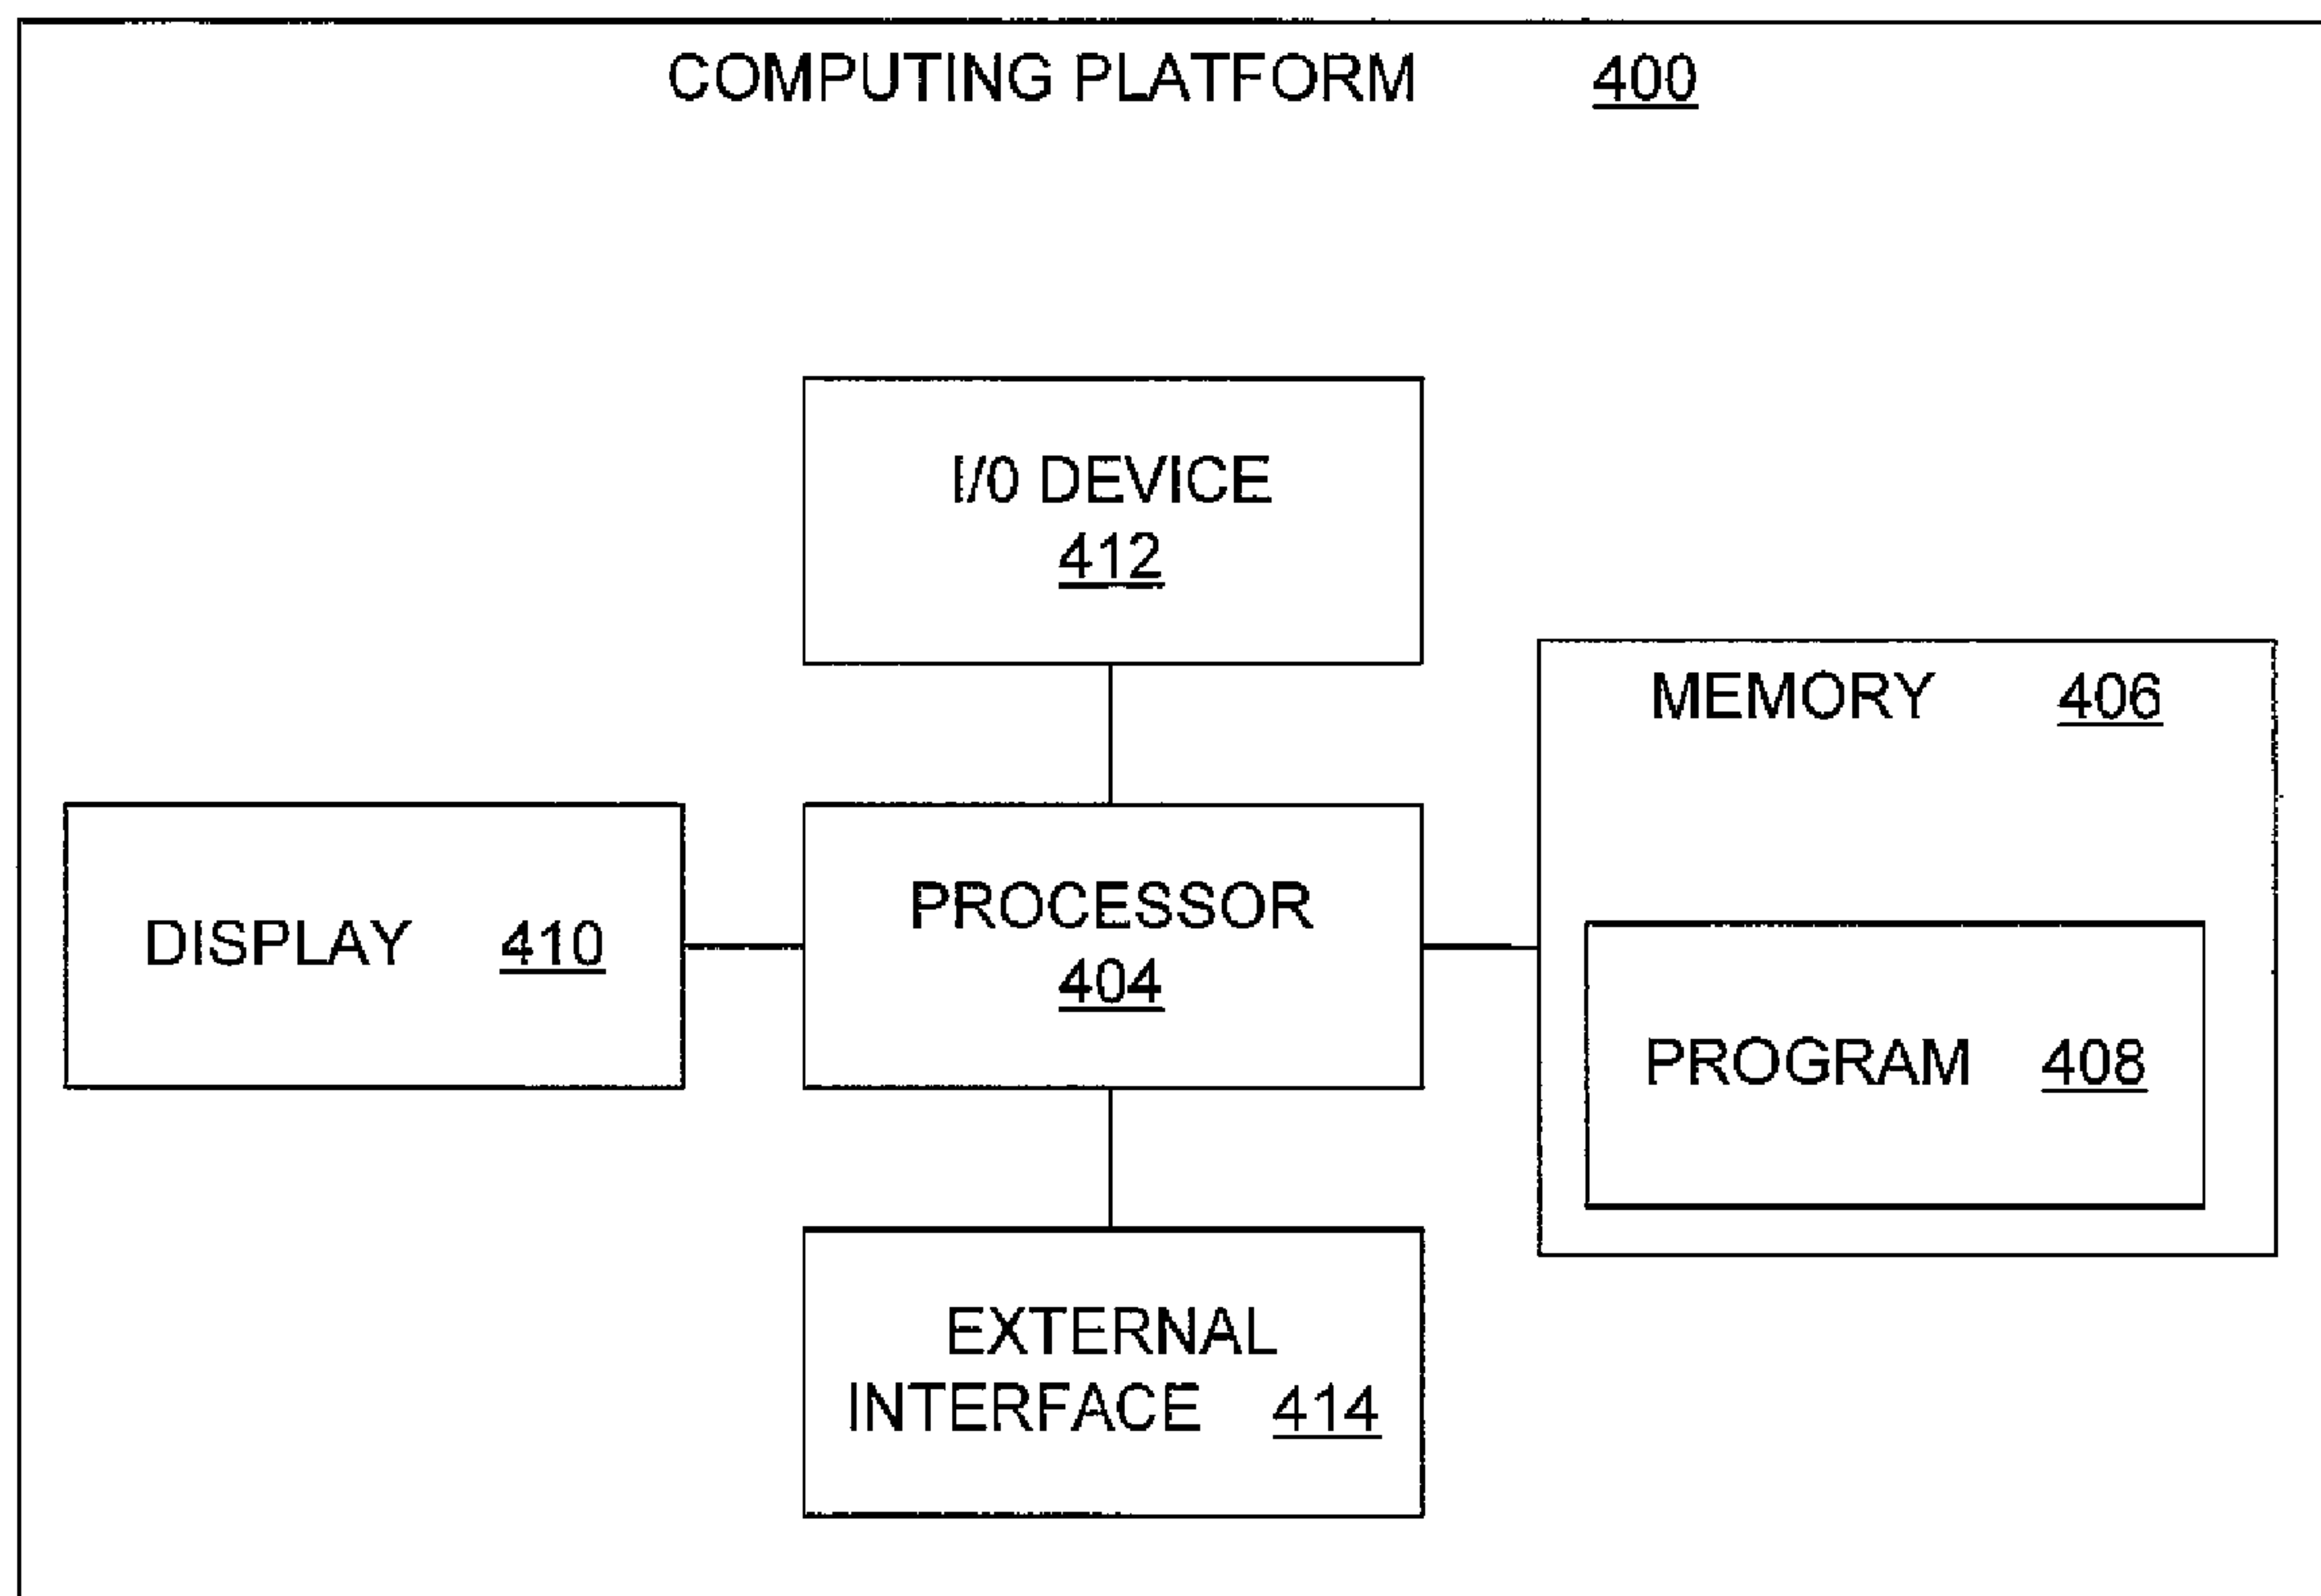 COMPUTING PLATFORM 400
I/0 DEVICE
412
MEMORY 406
DISPLAY 410
PROCESSOR
404
PROGRAM 408
EXTERNAL
INTERFACE 414